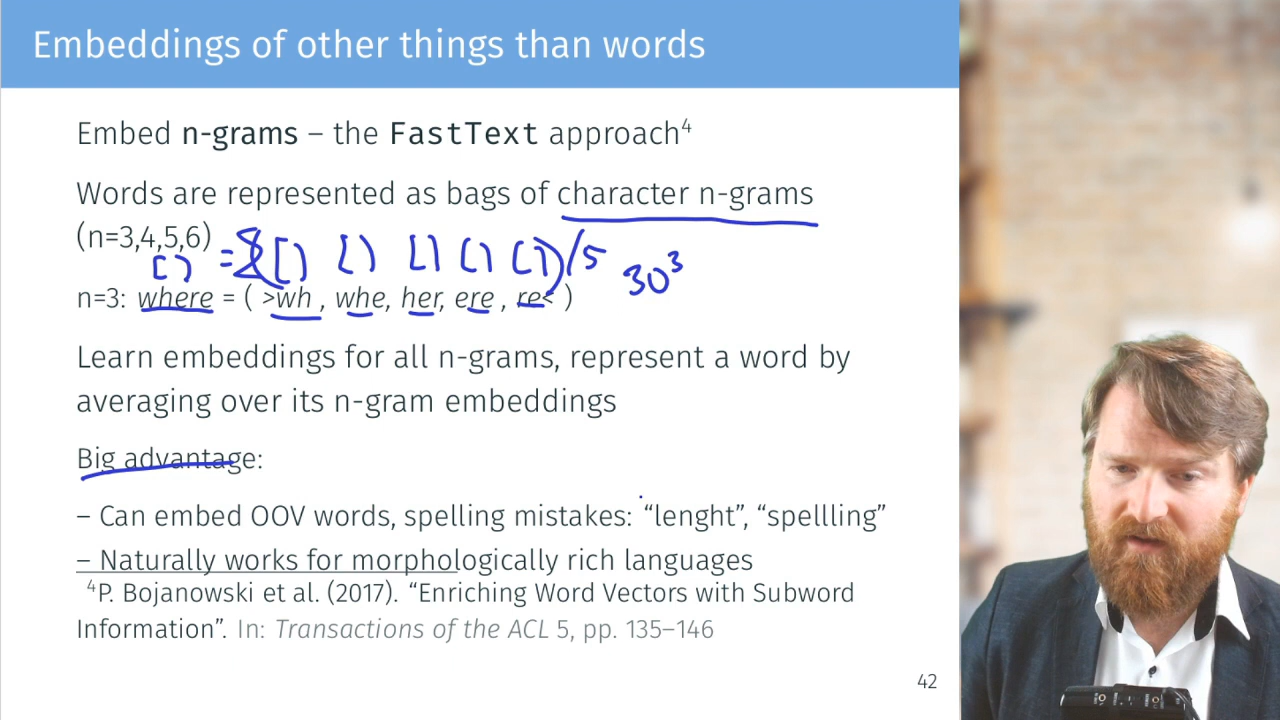 Embeddings of other things than words
Embed n-grams – the FastText approach⁴
Words are represented as bags of character n-grams
(n=3,4,5,6)
[] = ([] [] [] [] [])/5 30³
n=3: where = ( >wh , whe, her, ere , re< )
Learn embeddings for all n-grams, represent a word by
averaging over its n-gram embeddings
Big advantage:
– Can embed OOV words, spelling mistakes: “lenght”, “spellling”
– Naturally works for morphologically rich languages
⁴P. Bojanowski et al. (2017). “Enriching Word Vectors with Subword
Information”. In: Transactions of the ACL 5, pp. 135–146
42